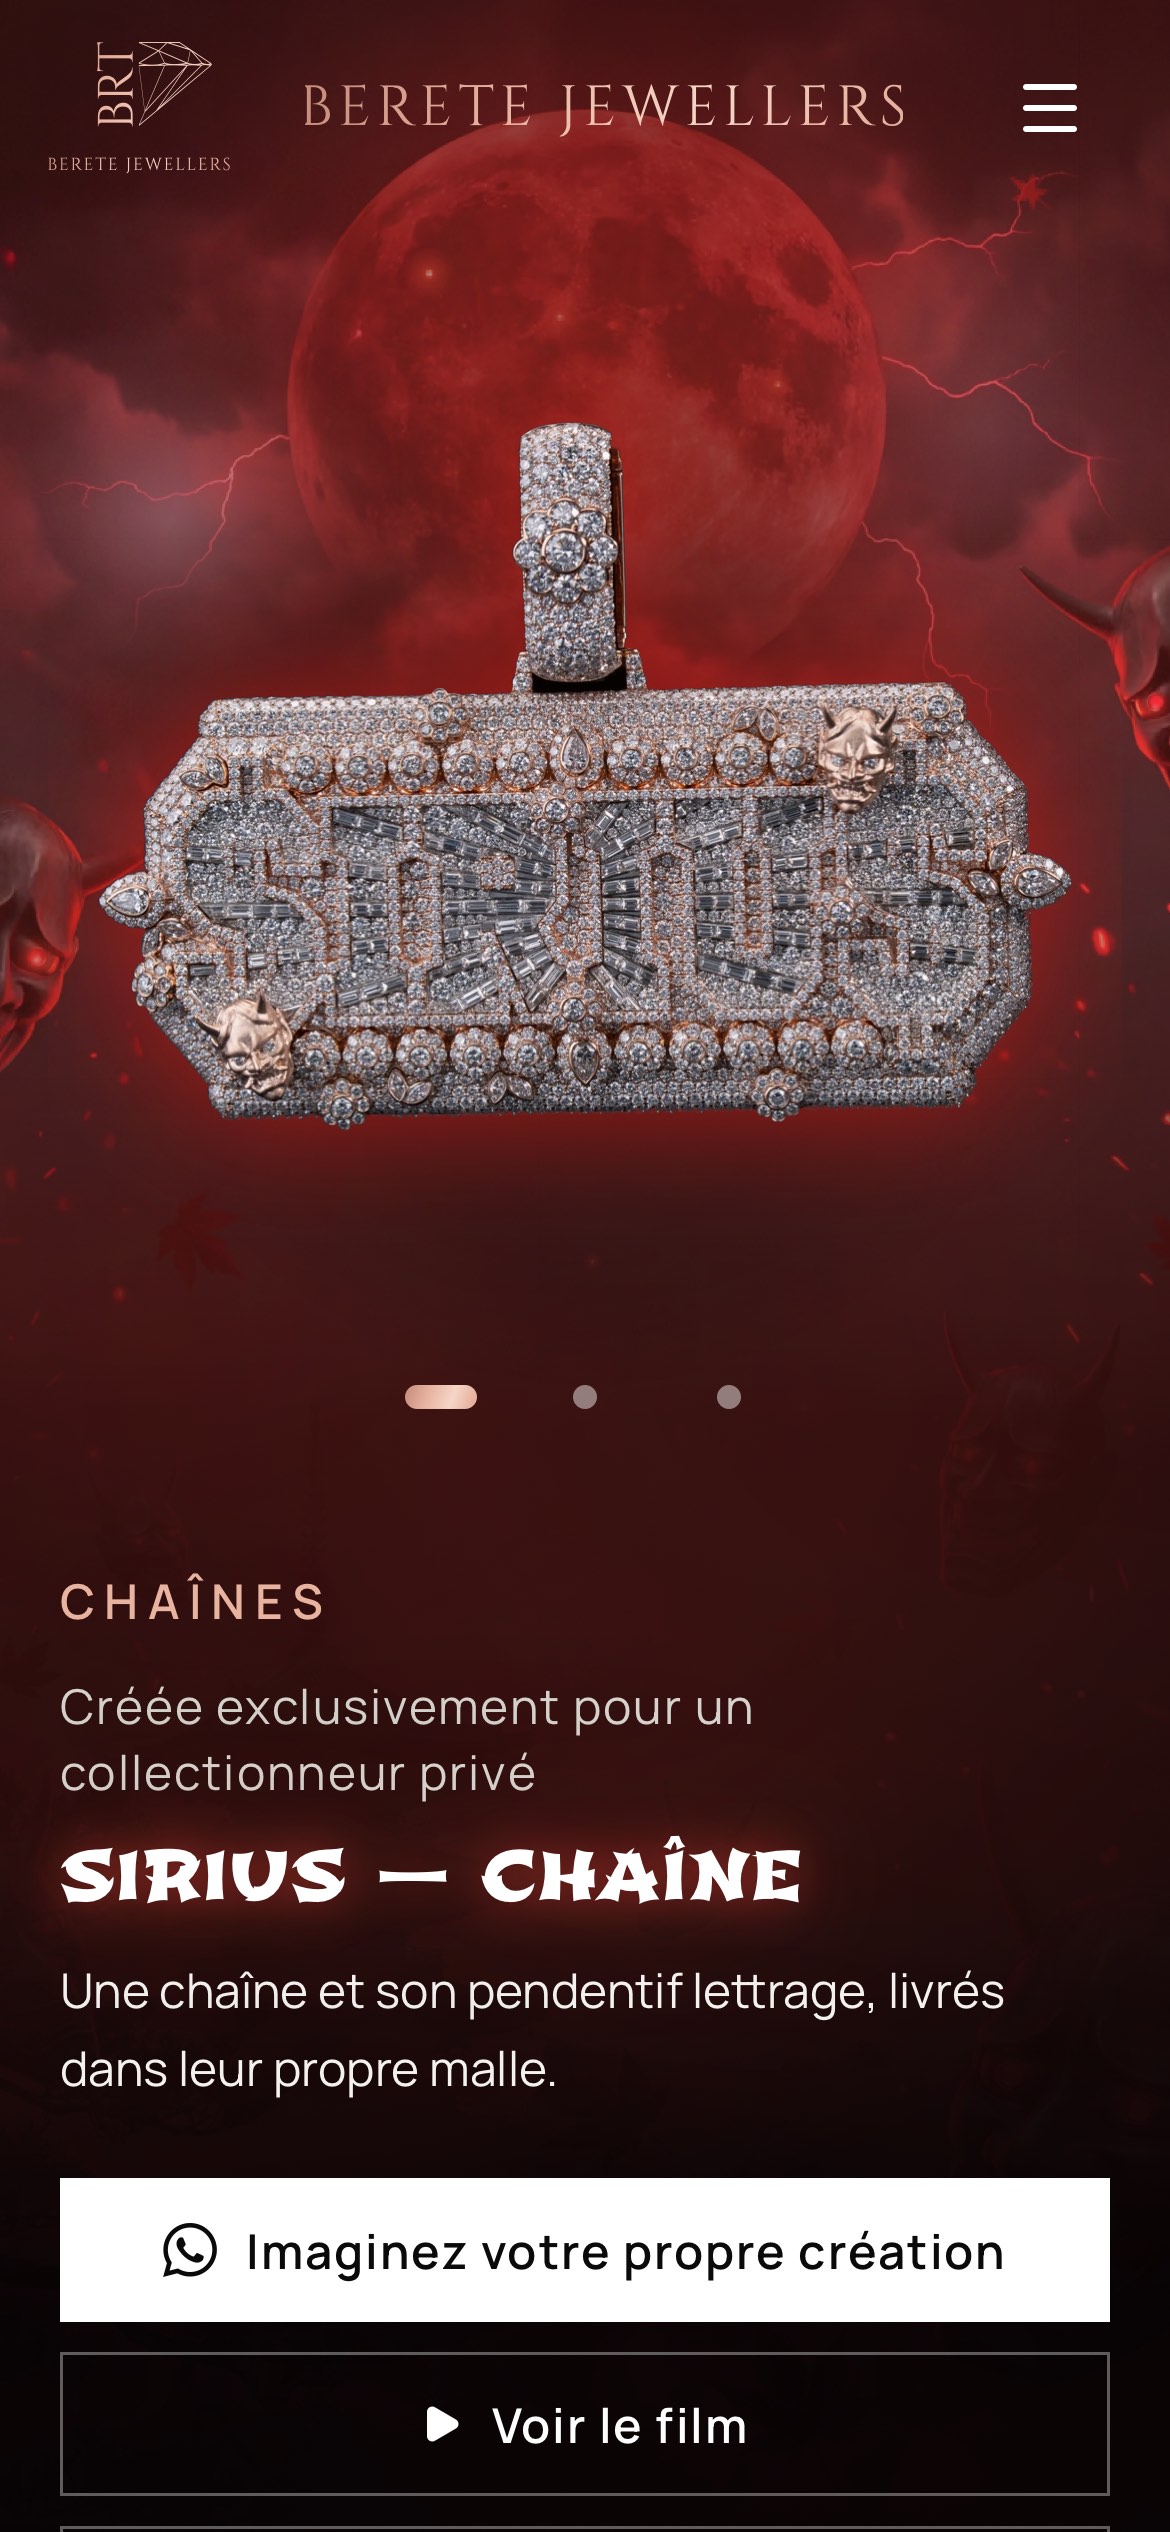 BRT
BERETE JEWELLERS
BERETE JEWELLERS
SIRIUS
CHAÎNES
Créée exclusivement pour un
collectionneur privé
SIRIUS — CHAÎNE
Une chaîne et son pendentif lettrage, livrés
dans leur propre malle.
Imaginez votre propre création
Voir le film